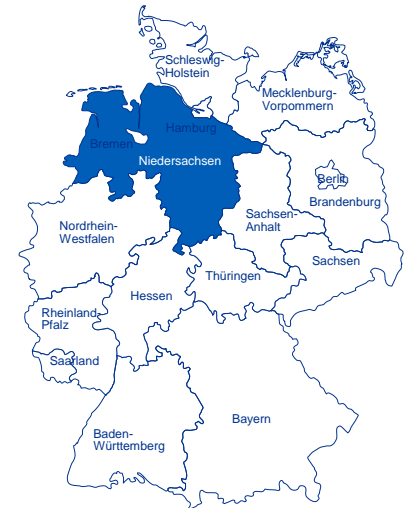 Schleswig-
Holstein
Mecklenburg-
Vorpommern
Hamburg
Bremen
Niedersachsen
Berlin
Brandenburg
Sachsen-
Anhalt
Nordrhein-
Westfalen
Sachsen
Thüringen
Hessen
Rheinland-
Pfalz
Saarland
Bayern
Baden-
Württemberg